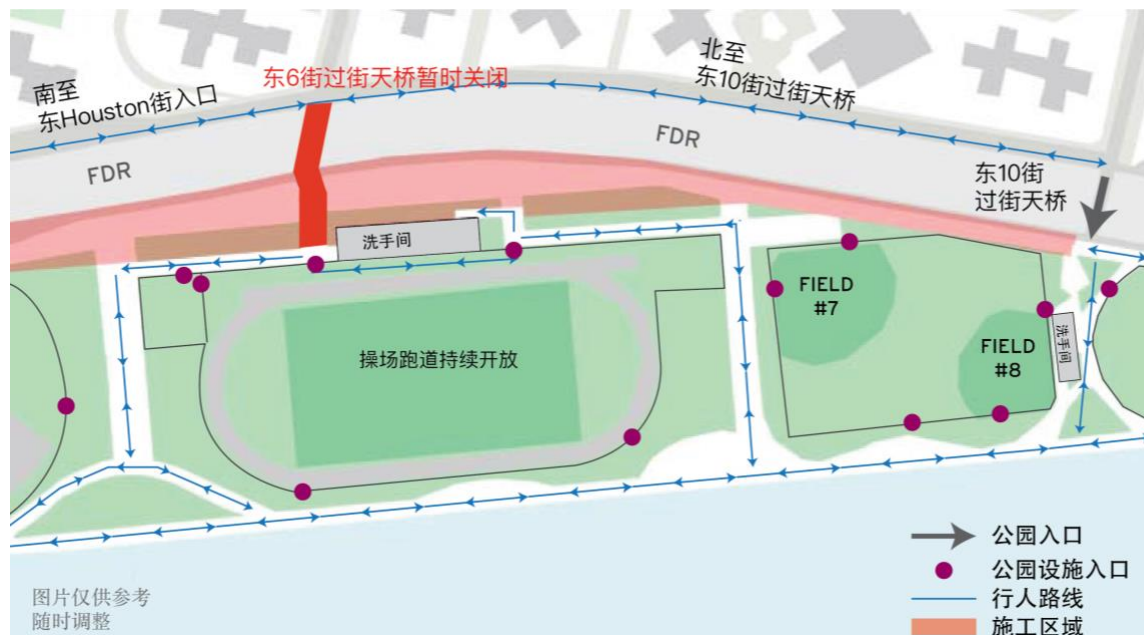 南至
东Houston街入口
东6街过街天桥暂时关闭
北至
东10街过街天桥
FDR
FDR
东10街
过街天桥
洗手间
FIELD
#7
FIELD
#8
洗手间
操场跑道持续开放
公园入口
公园设施入口
行人路线
施工区域
图片仅供参考
随时调整